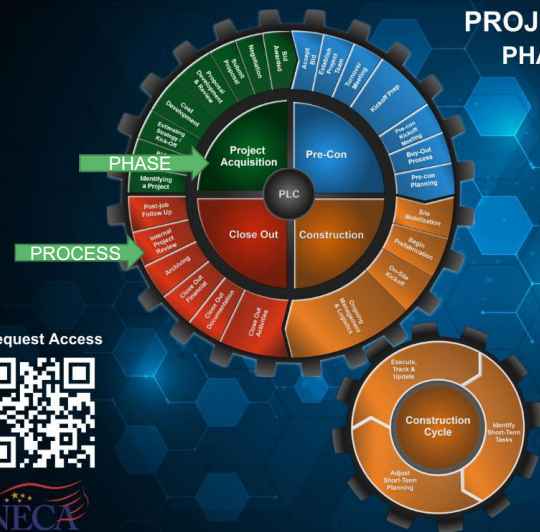 PROJ
PHA
Bid
Awarded
Negotiation
Submit
Proposal
Proposal
Development
& Review
Cost
Development
Estimating
Strategy /
Kick-Off
Identifying
a Project
Accept
Bid
Establish
Project
Team
Turnover
Meeting
Kickoff Prep
Pre-con
Kickoff
Meeting
Buy-Out
Process
Pre-con
Planning
PHASE
Project
Acquisition
Pre-Con
PLC
Close Out
Construction
PROCESS
Post-job
Follow Up
Internal
Project
Review
Archiving
Close Out
Financial
Close Out
Documentation
Close Out
Activities
Site
Mobilization
Begin
Prefabrication
On-Site
Kickoff
Ongoing
Management
& Logistics
equest Access
NECA
Execute,
Track &
Update
Construction
Cycle
Identify
Short-Term
Tasks
Adjust
Short-Term
Planning